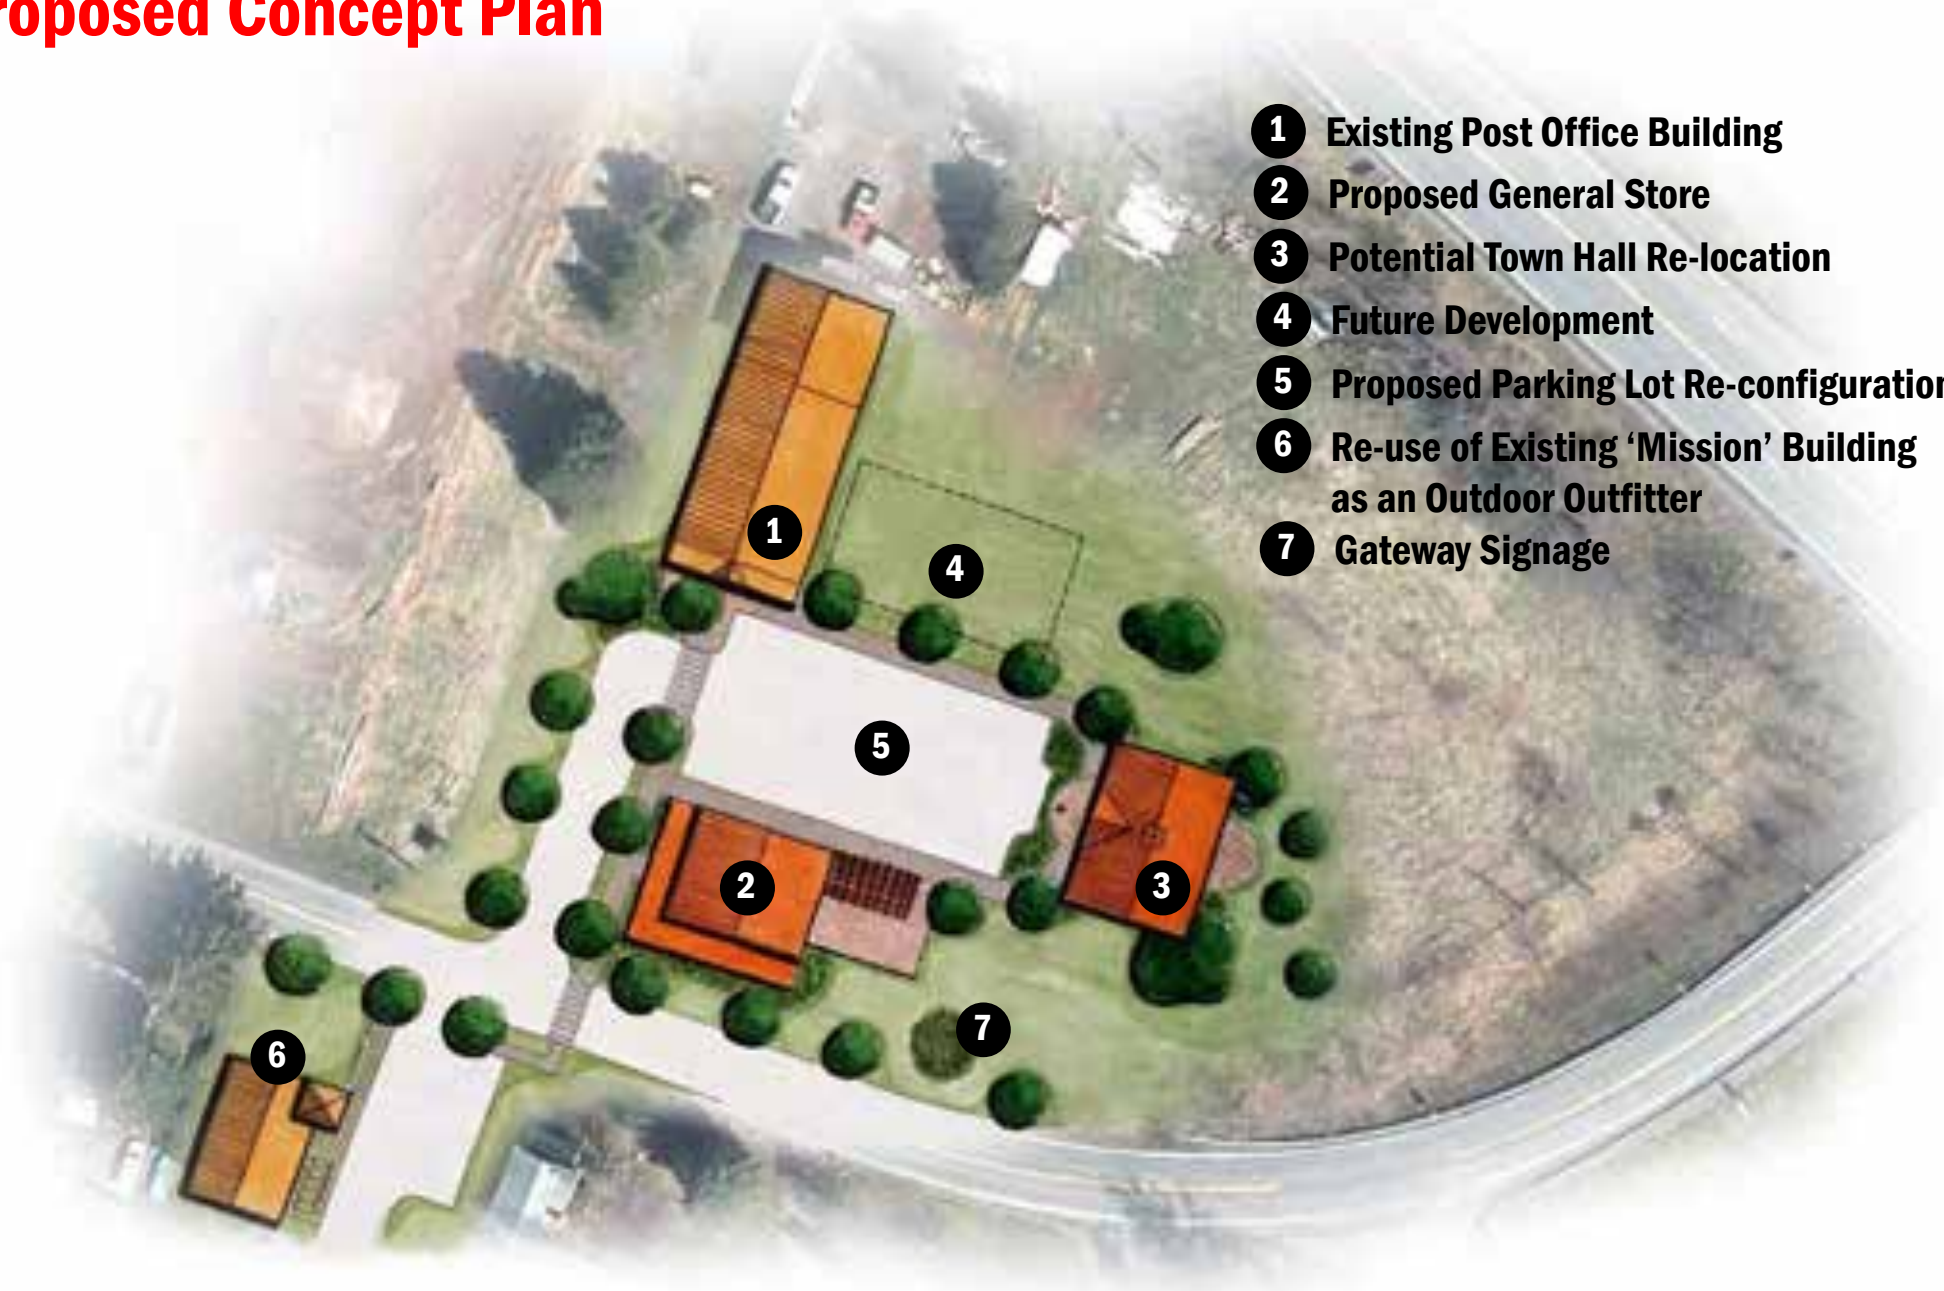 roposed Concept Plan
1 Existing Post Office Building
2 Proposed General Store
3 Potential Town Hall Re-location
4 Future Development
5 Proposed Parking Lot Re-configuration
6 Re-use of Existing ‘Mission’ Building
as an Outdoor Outfitter
7 Gateway Signage
1
4
5
2
3
7
6